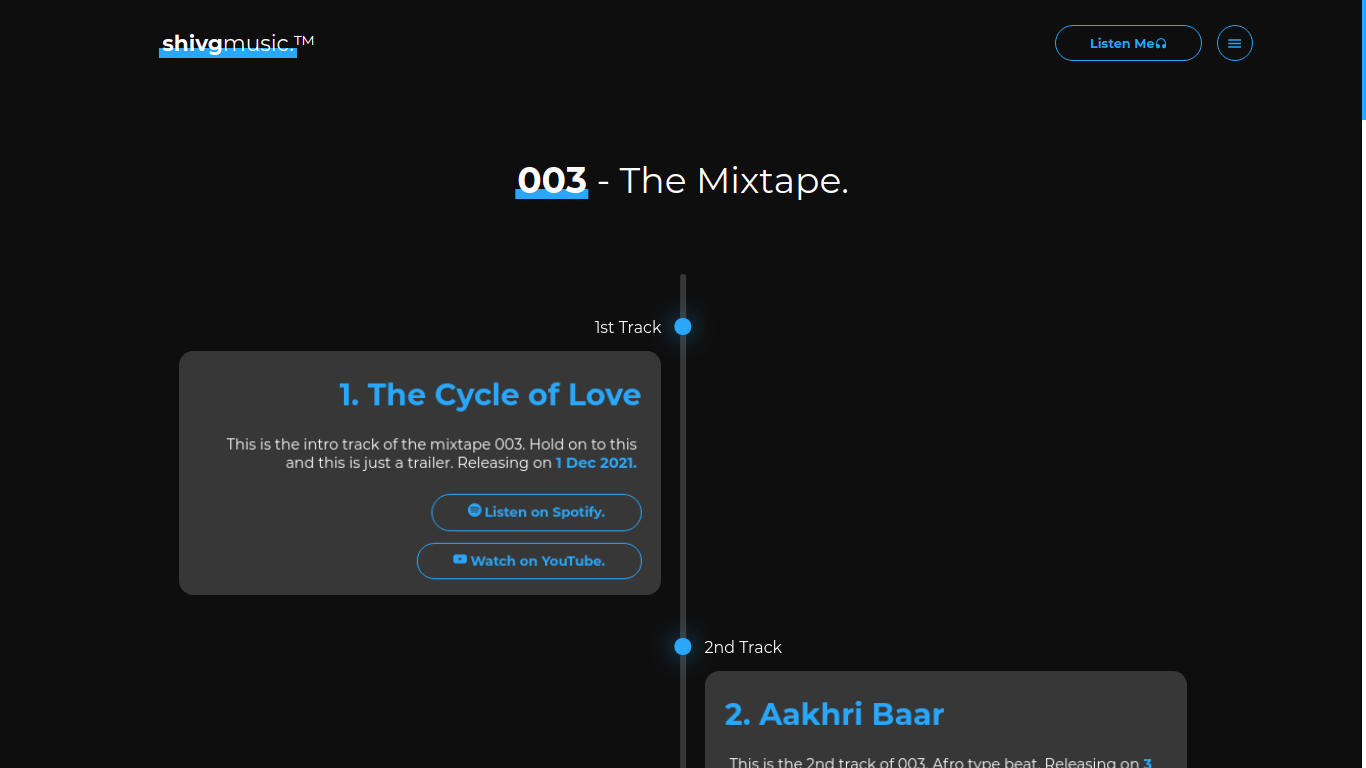 shivgmusic.™
Listen Me
003 - The Mixtape.
1st Track
1. The Cycle of Love
This is the intro track of the mixtape 003. Hold on to this
and this is just a trailer. Releasing on 1 Dec 2021.
Listen on Spotify.
Watch on YouTube.
2nd Track
2. Aakhri Baar
This is the 2nd track of 003. Afro type beat. Releasing on 3